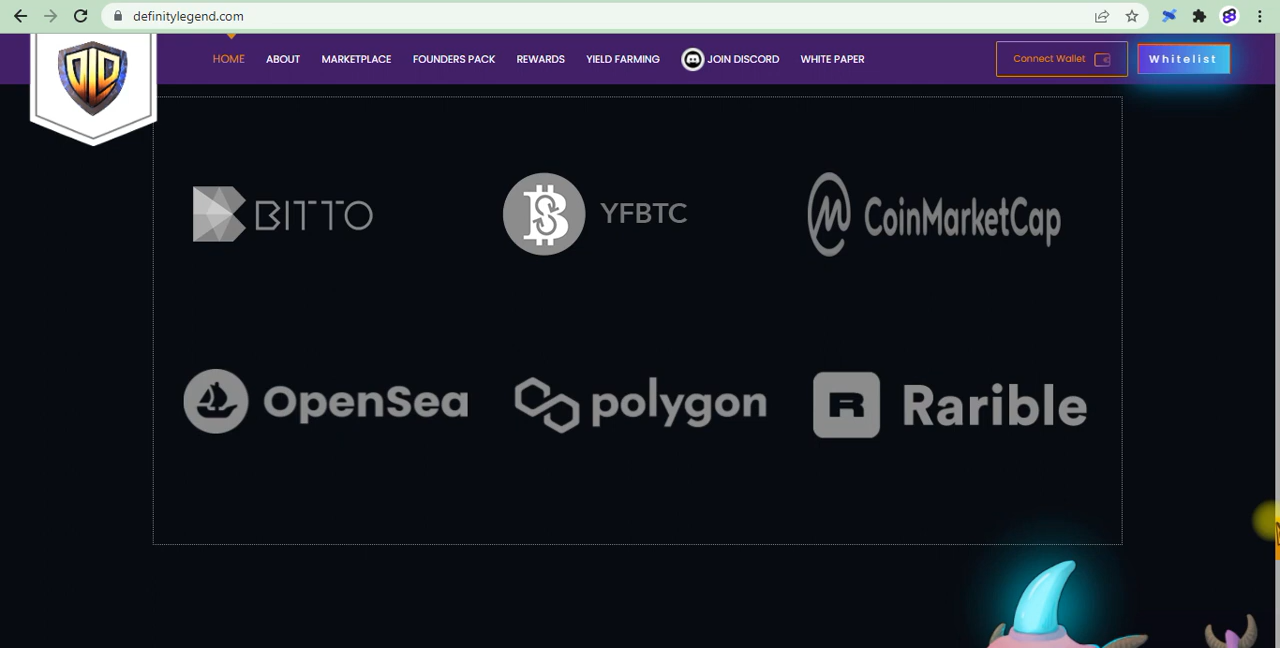 definitylegend.com
DLD
HOME ABOUT MARKETPLACE FOUNDERS PACK REWARDS YIELD FARMING JOIN DISCORD WHITE PAPER Connect Wallet Whitelist
BITTO YFBTC CoinMarketCap
OpenSea polygon Rarible